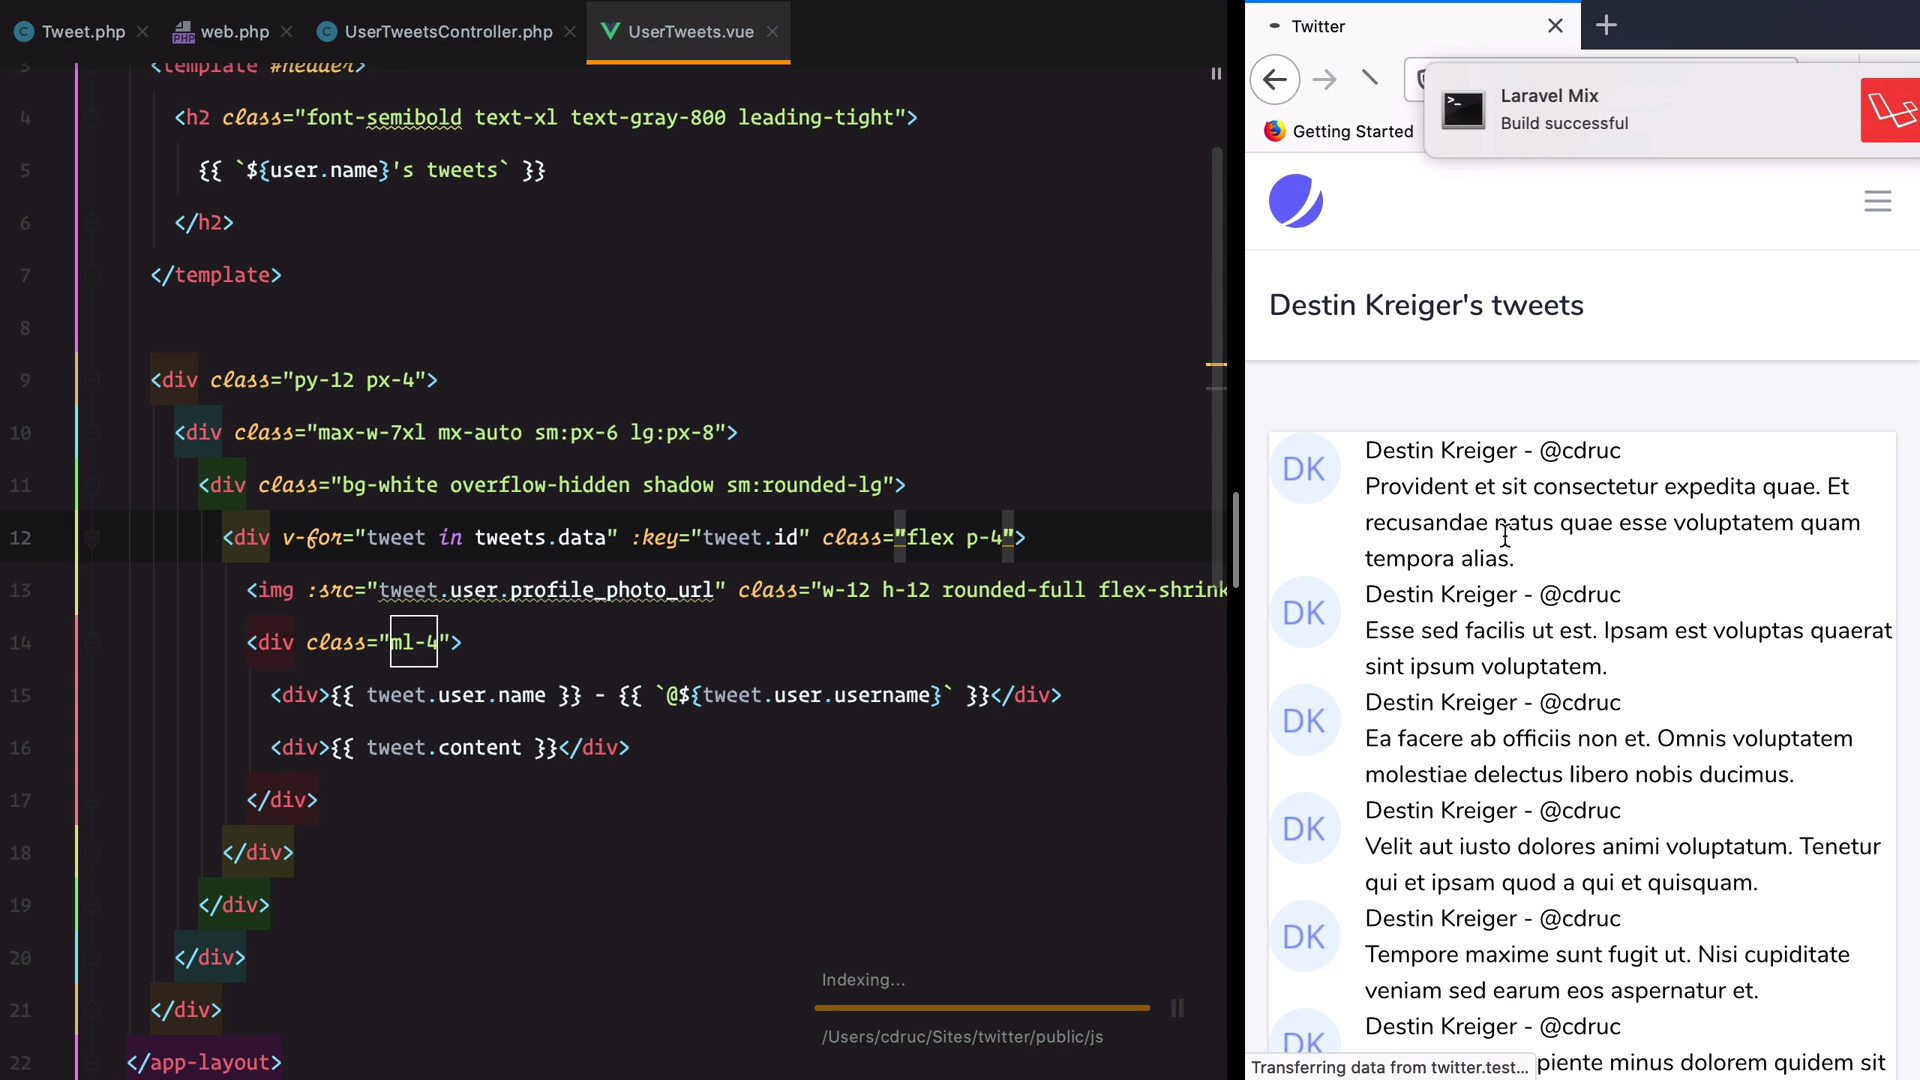 Tweet.php
web.php
UserTweetsController.php
UserTweets.vue
3 <template #header>
4 <h2 class="font-semibold text-xl text-gray-800 leading-tight">
5 {{ `${user.name}'s tweets` }}
6 </h2>
7 </template>
8
9 <div class="py-12 px-4">
10 <div class="max-w-7xl mx-auto sm:px-6 lg:px-8">
11 <div class="bg-white overflow-hidden shadow sm:rounded-lg">
12 <div v-for="tweet in tweets.data" :key="tweet.id" class="flex p-4">
13 <img :src="tweet.user.profile_photo_url" class="w-12 h-12 rounded-full flex-shrink
14 <div class="ml-4">
15 <div>{{ tweet.user.name }} - {{ `@${tweet.user.username}` }}</div>
16 <div>{{ tweet.content }}</div>
17 </div>
18 </div>
19 </div>
20 </div>
21 </div>
22 </app-layout>
Indexing...
/Users/cdruc/Sites/twitter/public/js
Twitter
Getting Started
Laravel Mix
Build successful
Destin Kreiger's tweets
DK
Destin Kreiger - @cdruc
Provident et sit consectetur expedita quae. Et
recusandae natus quae esse voluptatem quam
tempora alias.
DK
Destin Kreiger - @cdruc
Esse sed facilis ut est. Ipsam est voluptas quaerat
sint ipsum voluptatem.
DK
Destin Kreiger - @cdruc
Ea facere ab officiis non et. Omnis voluptatem
molestiae delectus libero nobis ducimus.
DK
Destin Kreiger - @cdruc
Velit aut iusto dolores animi voluptatum. Tenetur
qui et ipsam quod a qui et quisquam.
DK
Destin Kreiger - @cdruc
Tempore maxime sunt fugit ut. Nisi cupiditate
veniam sed earum eos aspernatur et.
DK
Destin Kreiger - @cdruc
piente minus dolorem quidem sit
Transferring data from twitter.test...